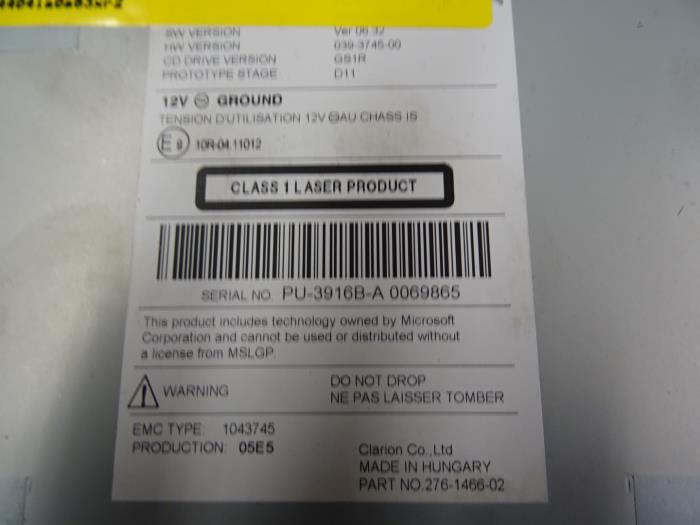 SW VERSION Ver 06.32
HW VERSION 039-3745-00
CD DRIVE VERSION GS1R
PROTOTYPE STAGE D11
12V ⊖ GROUND
TENSION D'UTILISATION 12V ⊖AU CHASS IS
E 9 10R-04.11012
CLASS 1 LASER PRODUCT
SERIAL NO. PU-3916B-A 0069865
This product includes technology owned by Microsoft
Corporation and cannot be used or distributed without
a license from MSLGP.
WARNING DO NOT DROP
NE PAS LAISSER TOMBER
EMC TYPE: 1043745
PRODUCTION: 05E5
Clarion Co.,Ltd
MADE IN HUNGARY
PART NO.276-1466-02